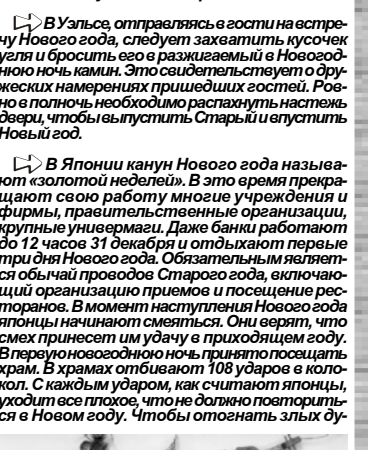 В Уэльсе, отправляясь в гости на встре-
чу Нового года, следует захватить кусочек
угля и бросить его в разжигаемый в Новогод-
нюю ночь камин. Это свидетельствует о дру-
жеских намерениях пришедших гостей. Ров-
но в полночь необходимо распахнуть настежь
двери, чтобы выпустить Старый и впустить
Новый год.
В Японии канун Нового года называ-
ют «золотой неделей». В это время прекра-
щают свою работу многие учреждения и
фирмы, правительственные организации,
крупные универмаги. Даже банки работают
до 12 часов 31 декабря и отдыхают первые
три дня Нового года. Обязательным являет-
ся обычай проводов Старого года, включаю-
щий организацию приемов и посещение рес-
торанов. В момент наступления Нового года
японцы начинают смеяться. Они верят, что
смех принесет им удачу в приходящем году.
В первую новогоднюю ночь принято посещать
храм. В храмах отбивают 108 ударов в коло-
кол. С каждым ударом, как считают японцы,
уходит все плохое, что не должно повторить-
ся в Новом году. Чтобы отогнать злых ду-